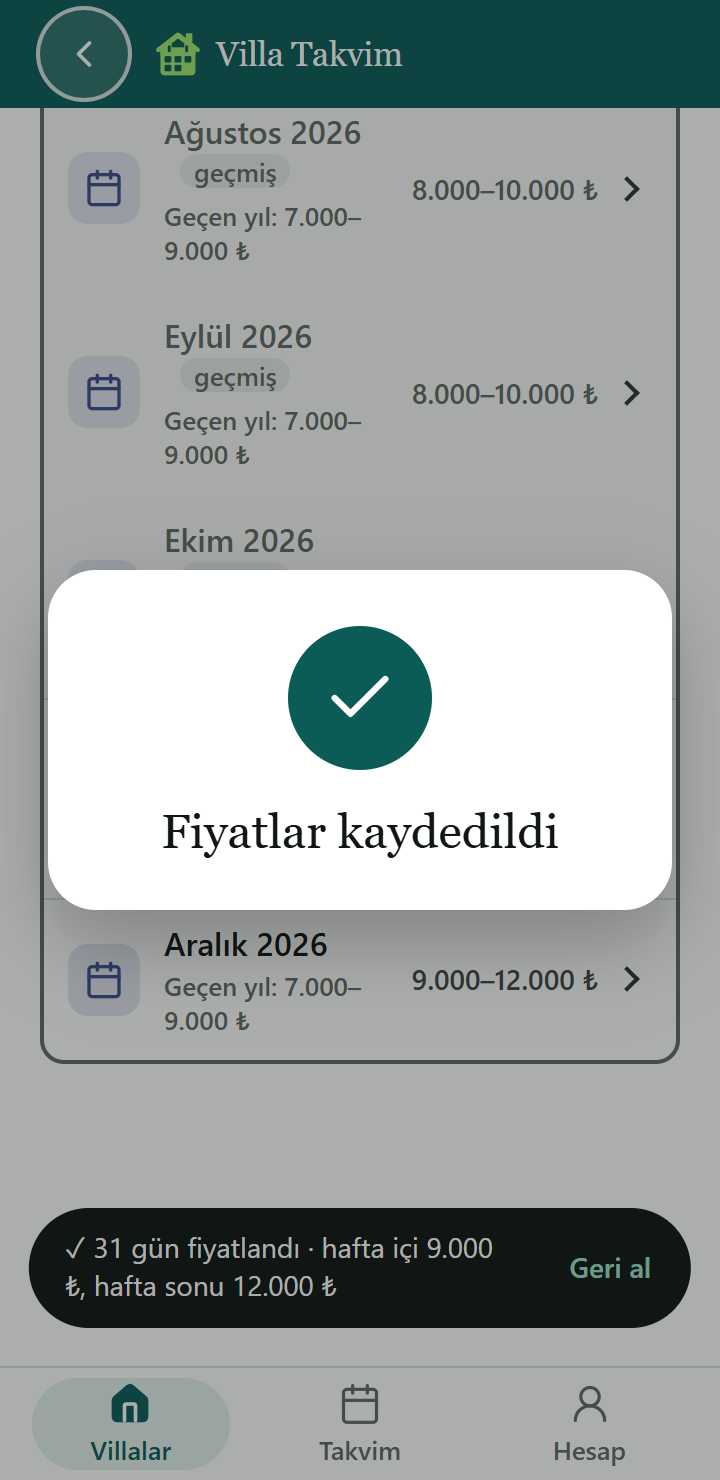 Villa Takvim
Ağustos 2026
geçmiş
Geçen yıl: 7.000–
9.000 ₺
8.000–10.000 ₺
Eylül 2026
geçmiş
Geçen yıl: 7.000–
9.000 ₺
8.000–10.000 ₺
Ekim 2026
Fiyatlar kaydedildi
Aralık 2026
Geçen yıl: 7.000–
9.000 ₺
9.000–12.000 ₺
✓ 31 gün fiyatlandı · hafta içi 9.000
₺, hafta sonu 12.000 ₺
Geri al
Villalar
Takvim
Hesap